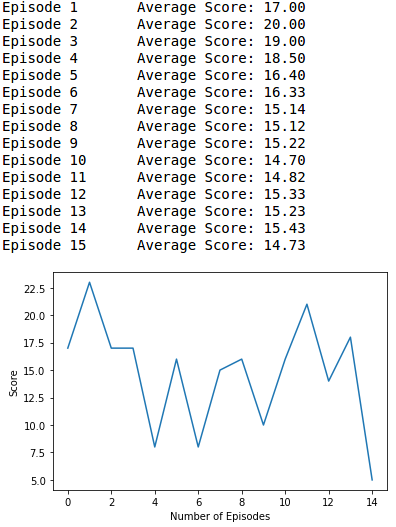 Episode 1 Average Score: 17.00
Episode 2 Average Score: 20.00
Episode 3 Average Score: 19.00
Episode 4 Average Score: 18.50
Episode 5 Average Score: 16.40
Episode 6 Average Score: 16.33
Episode 7 Average Score: 15.14
Episode 8 Average Score: 15.12
Episode 9 Average Score: 15.22
Episode 10 Average Score: 14.70
Episode 11 Average Score: 14.82
Episode 12 Average Score: 15.33
Episode 13 Average Score: 15.23
Episode 14 Average Score: 15.43
Episode 15 Average Score: 14.73
22.5
20.0
17.5
15.0
12.5
10.0
7.5
5.0
Score
0 2 4 6 8 10 12 14
Number of Episodes